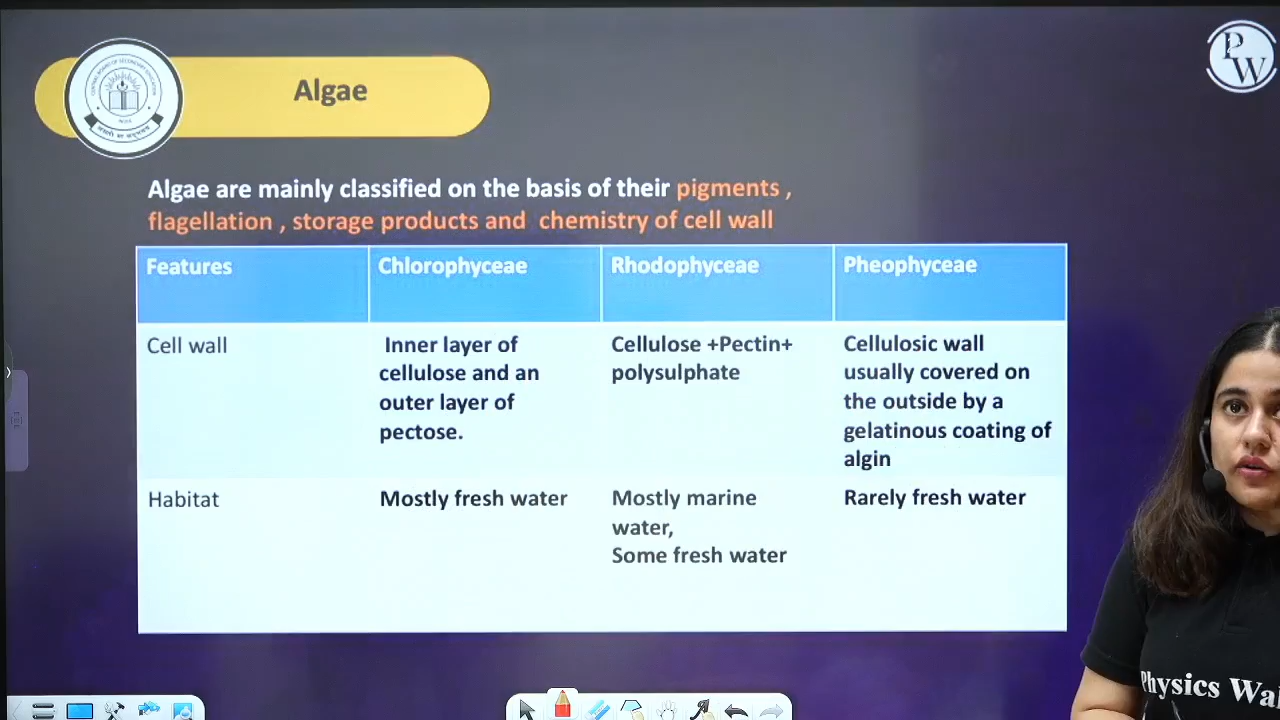 PW
Algae
Algae are mainly classified on the basis of their pigments ,
flagellation , storage products and chemistry of cell wall
Features
Chlorophyceae
Rhodophyceae
Pheophyceae
Cell wall
Inner layer of
cellulose and an
outer layer of
pectose.
Cellulose +Pectin+
polysulphate
Cellulosic wall
usually covered on
the outside by a
gelatinous coating of
algin
Habitat
Mostly fresh water
Mostly marine
water,
Some fresh water
Rarely fresh water
Physics Wa